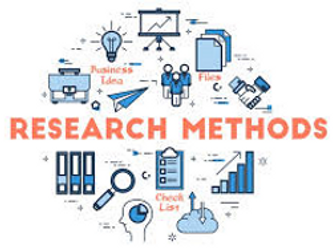 Business
Idea
Files
RESEARCH METHODS
Check
List